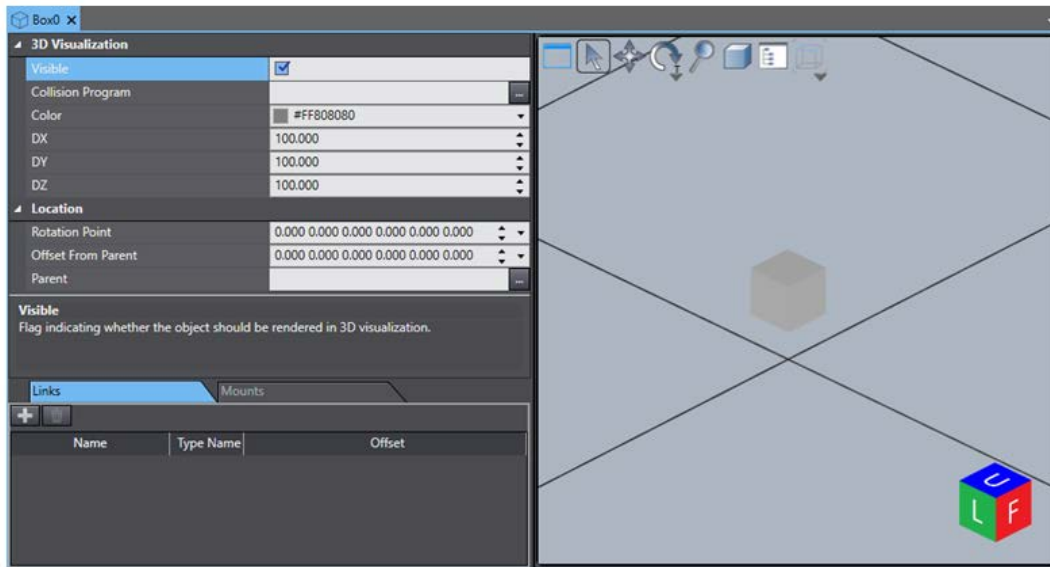 Box0
3D Visualization
Visible
Collision Program
...
Color #FF808080
DX 100.000
DY 100.000
DZ 100.000
Location
Rotation Point 0.000 0.000 0.000 0.000 0.000 0.000
Offset From Parent 0.000 0.000 0.000 0.000 0.000 0.000
Parent ...
Visible
Flag indicating whether the object should be rendered in 3D visualization.
Links Mounts
Name Type Name Offset
U
L F